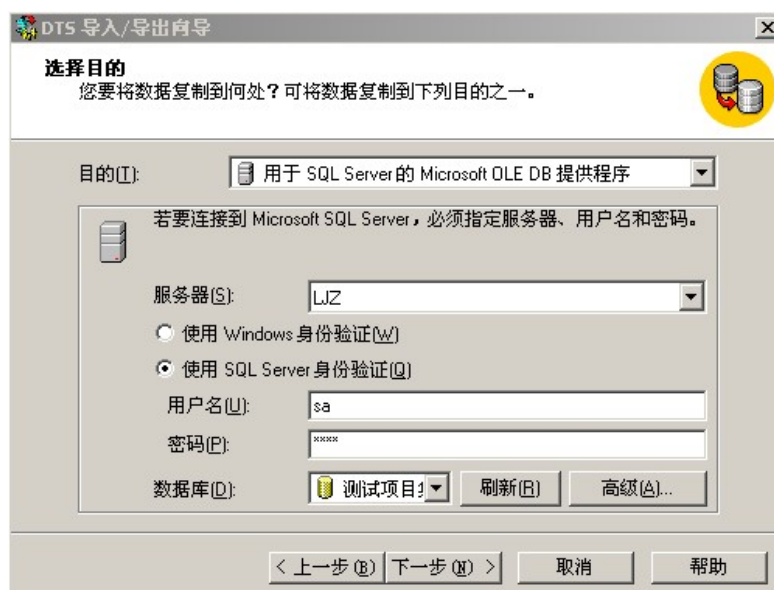 DTS 导入/导出向导
选择目的
您要将数据复制到何处？可将数据复制到下列目的之一。
目的(T): 用于 SQL Server 的 Microsoft OLE DB 提供程序
若要连接到 Microsoft SQL Server，必须指定服务器、用户名和密码。
服务器(S): LJZ
使用 Windows 身份验证(W)
使用 SQL Server 身份验证(Q)
用户名(U): sa
密码(P): ****
数据库(D): 测试项目 刷新(R) 高级(A)...
< 上一步(B) 下一步(N) > 取消 帮助